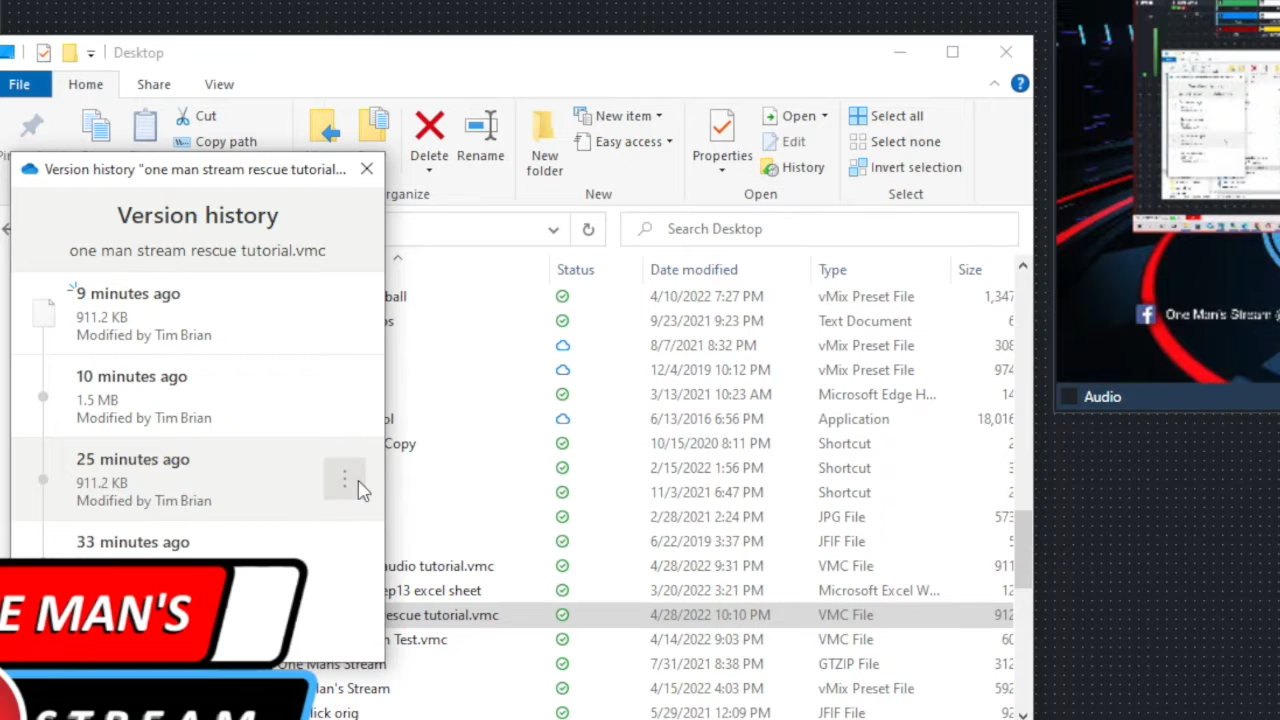 Desktop
File
Home
Share
View
Cut
Copy path
Delete
Rename
New folder
New item
Easy access
Properties
Open
Edit
History
Select all
Select none
Invert selection
New
Open
Select
Version history "one man stream rescue tutorial...
Version history
one man stream rescue tutorial.vmc
9 minutes ago
911.2 KB
Modified by Tim Brian
10 minutes ago
1.5 MB
Modified by Tim Brian
25 minutes ago
911.2 KB
Modified by Tim Brian
33 minutes ago
Status
Date modified
Type
Size
ball
4/10/2022 7:27 PM
vMix Preset File
1,347
9/23/2021 9:23 PM
Text Document
6
8/7/2021 8:32 PM
vMix Preset File
308
12/4/2019 10:12 PM
vMix Preset File
974
3/13/2021 10:23 AM
Microsoft Edge H...
14
4/13/2016 6:56 PM
Application
18,016
Copy
10/15/2020 8:11 PM
Shortcut
2/15/2022 1:56 PM
Shortcut
11/3/2021 6:47 PM
Shortcut
2/28/2021 2:24 PM
JPG File
573
6/22/2019 3:37 PM
JFIF File
audio tutorial.vmc
4/28/2022 9:31 PM
VMC File
911
ep13 excel sheet
3/20/2022 3:21 PM
Microsoft Excel W...
12
escue tutorial.vmc
4/28/2022 10:10 PM
VMC File
912
Test.vmc
4/14/2022 9:03 PM
VMC File
60
One Mans Stream
7/31/2021 8:38 PM
GTZIP File
312
an's Stream
4/15/2022 4:03 PM
vMix Preset File
592
lick orig
5/29/2021 12:09 PM
JFIF File
92
E MAN'S
STREAM
One Man's Stream
Audio